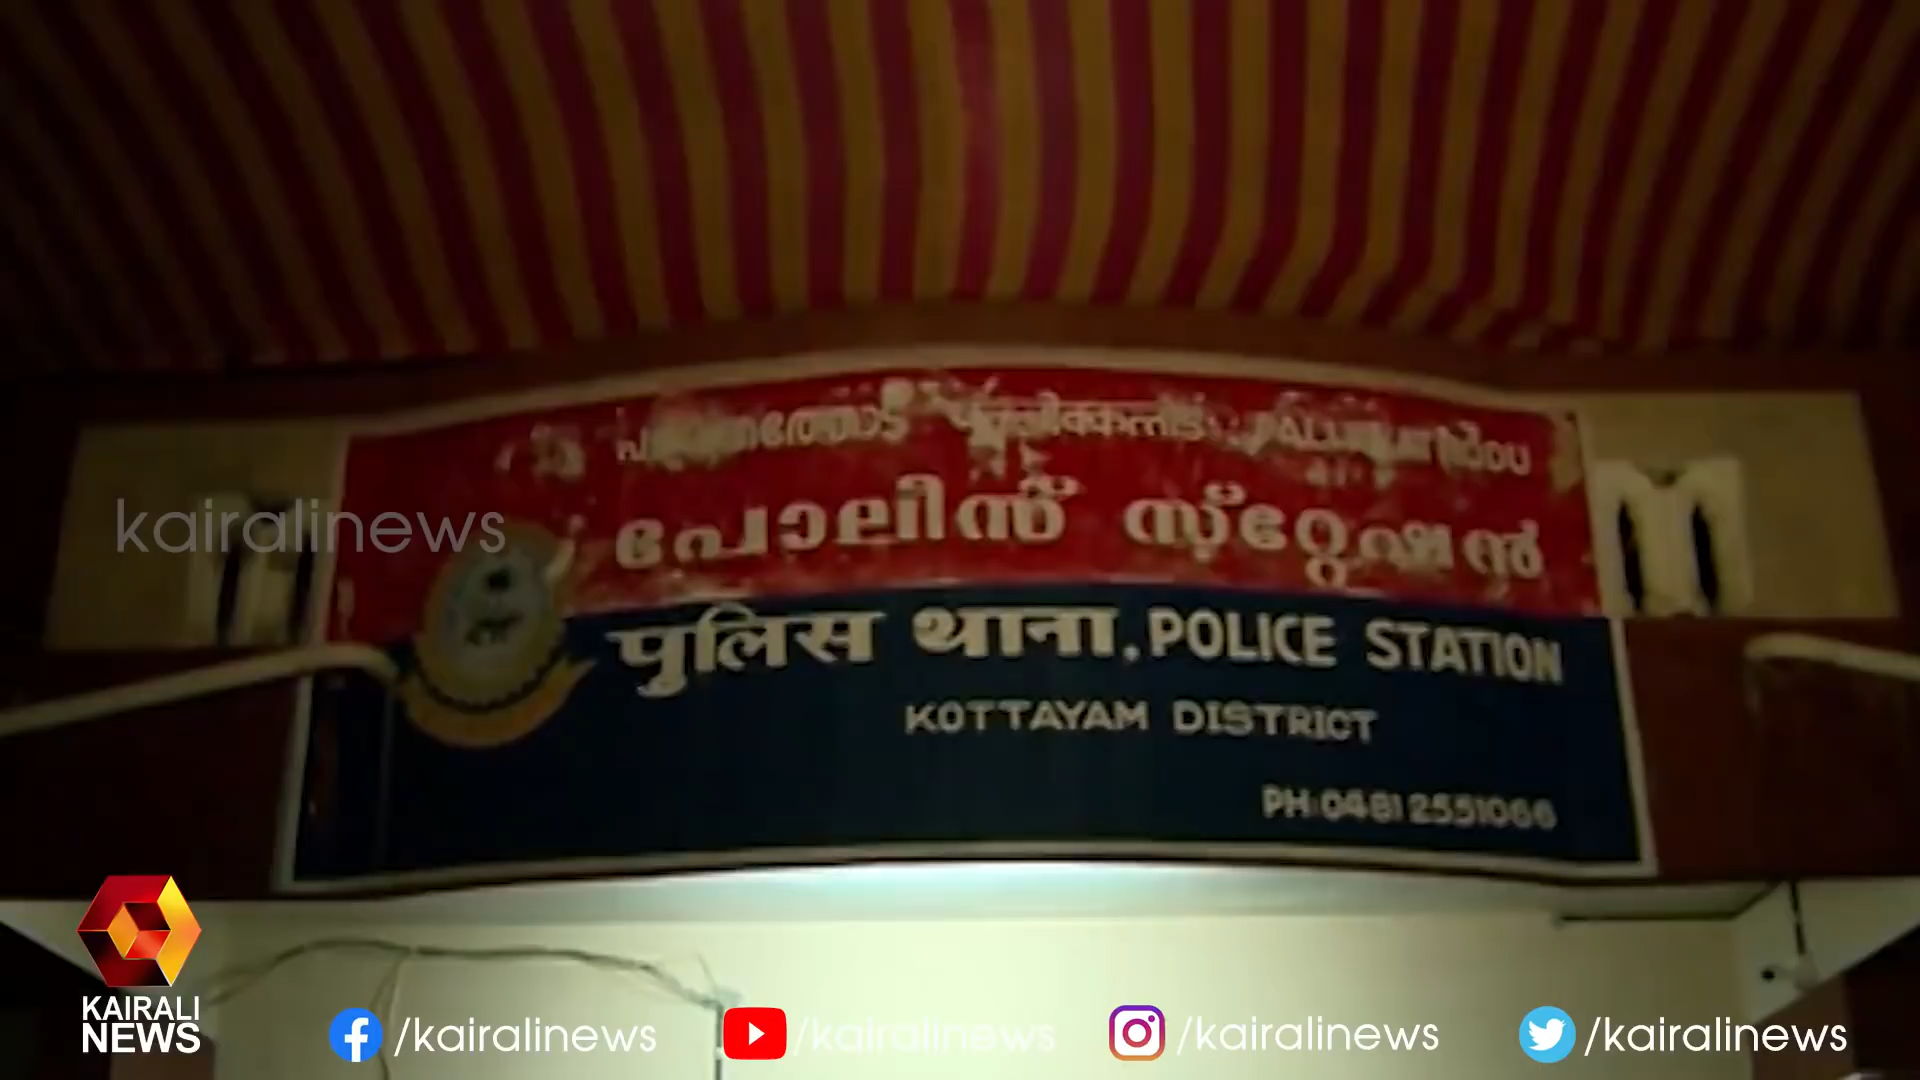 പോലീസ് സ്റ്റേഷൻ
पुलिस थाना, POLICE STATION
KOTTAYAM DISTRICT
PH:0481 2551066
kairalinews
KAIRALI
NEWS
/kairalinews /kairalinews /kairalinews /kairalinews